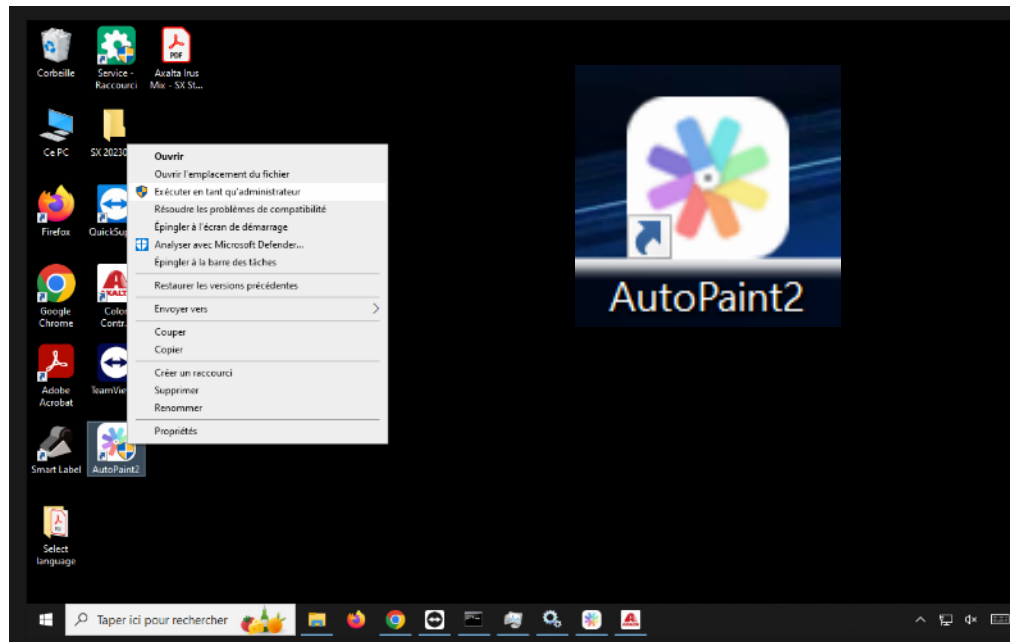 Corbeille
Service -
Raccourci
Axalta Irus
Mix - SX St...
PDF
Ce PC
SX 20230
Firefox
QuickSup
Google
Chrome
Color
Contr.
Adobe
Acrobat
TeamVie
Smart Label
AutoPaint2
Select
language
Ouvrir
Ouvrir l'emplacement du fichier
Exécuter en tant qu'administrateur
Résoudre les problèmes de compatibilité
Épingler à l'écran de démarrage
Analyser avec Microsoft Defender...
Épingler à la barre des tâches
Restaurer les versions précédentes
Envoyer vers
Couper
Copier
Créer un raccourci
Supprimer
Renommer
Propriétés
AutoPaint2
Taper ici pour rechercher